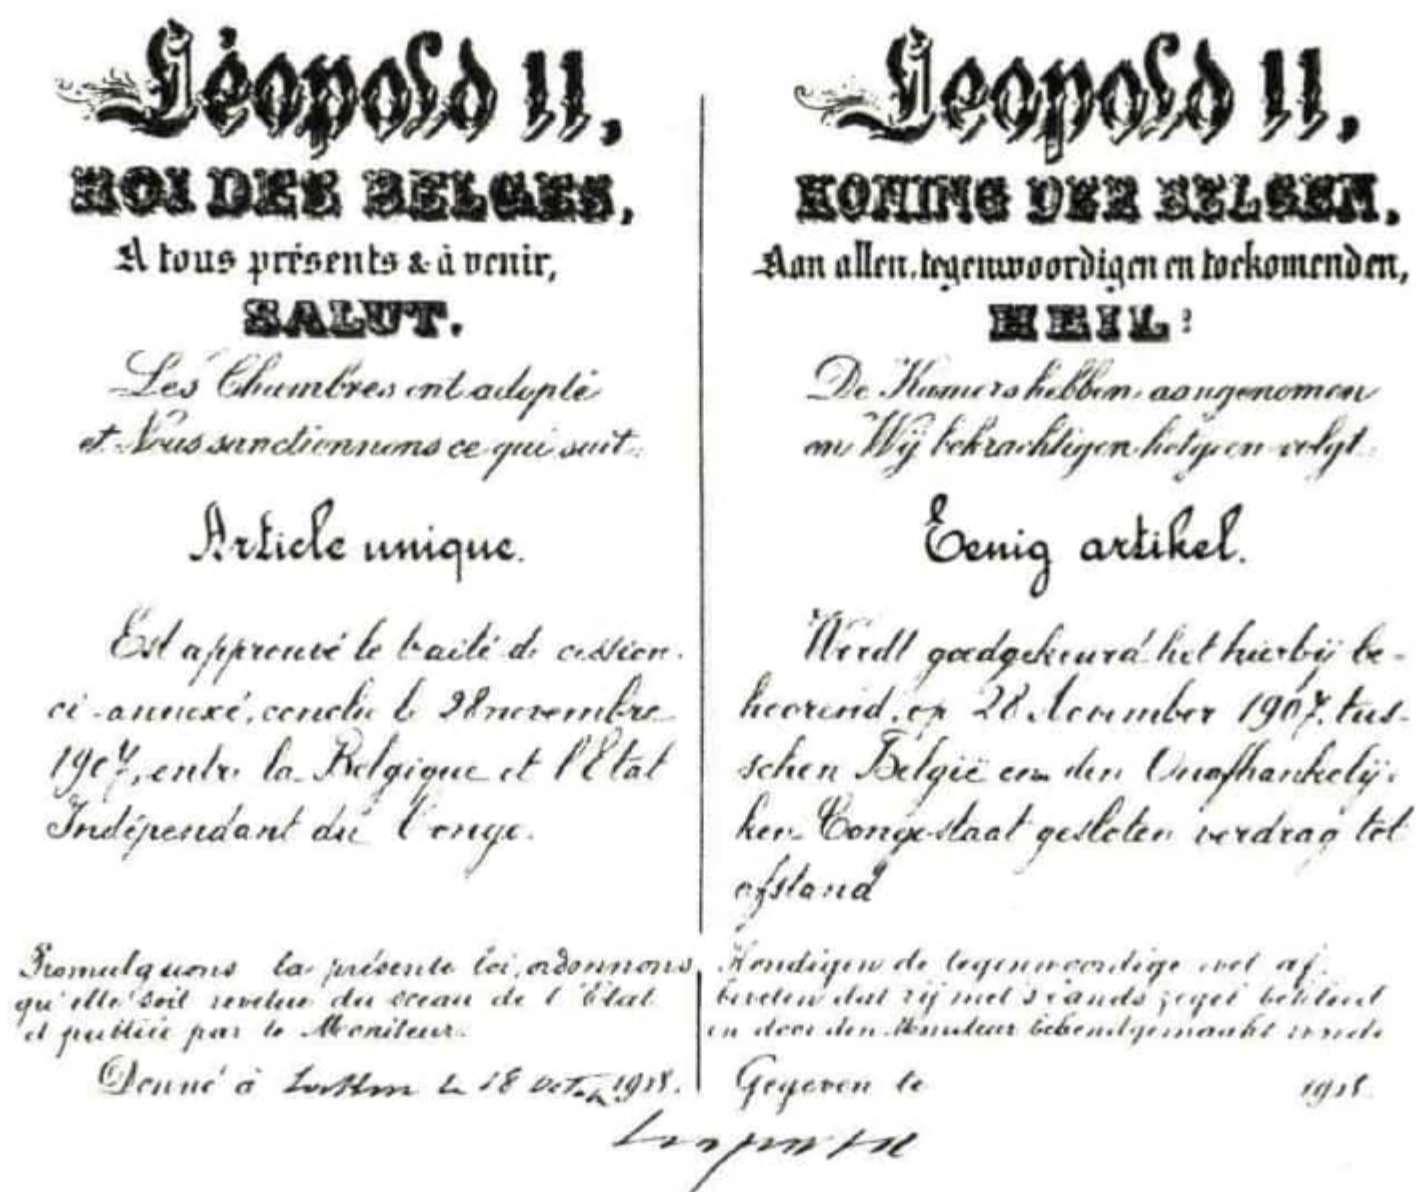 Léopold II,
ROI DES BELGES,
A tous présents & à venir,
SALUT.
Les Chambres ont adopté
et Nous sanctionnons ce qui suit:
Article unique.
Est approuvé le traité de cession
ci-annexé, conclu le 28 novembre
1907, entre la Belgique et l'Etat
Indépendant du Congo.
Promulguons la présente loi, ordonnons
qu'elle soit revêtue du sceau de l'Etat
et publiée par le Moniteur.
Donné à le 18 1908.
Leopold II,
KONING DER BELGEN,
Aan allen, tegenwoordigen en toekomenden,
HEIL:
De Kamers hebben aangenomen
en Wij bekrachtigen hetgeen volgt:
Eenig artikel.
Wordt goedgekeurd het hierbij be-
hoorend, op 28 November 1907, tus-
schen België en den Onafhankelij-
ken Congostaat gesloten verdrag tot
afstand
Kondigen de tegenwoordige wet af,
bevelen dat zij met 's Lands zegel bekleed
en door den Moniteur bekendgemaakt worde
Gegeven te 1908.